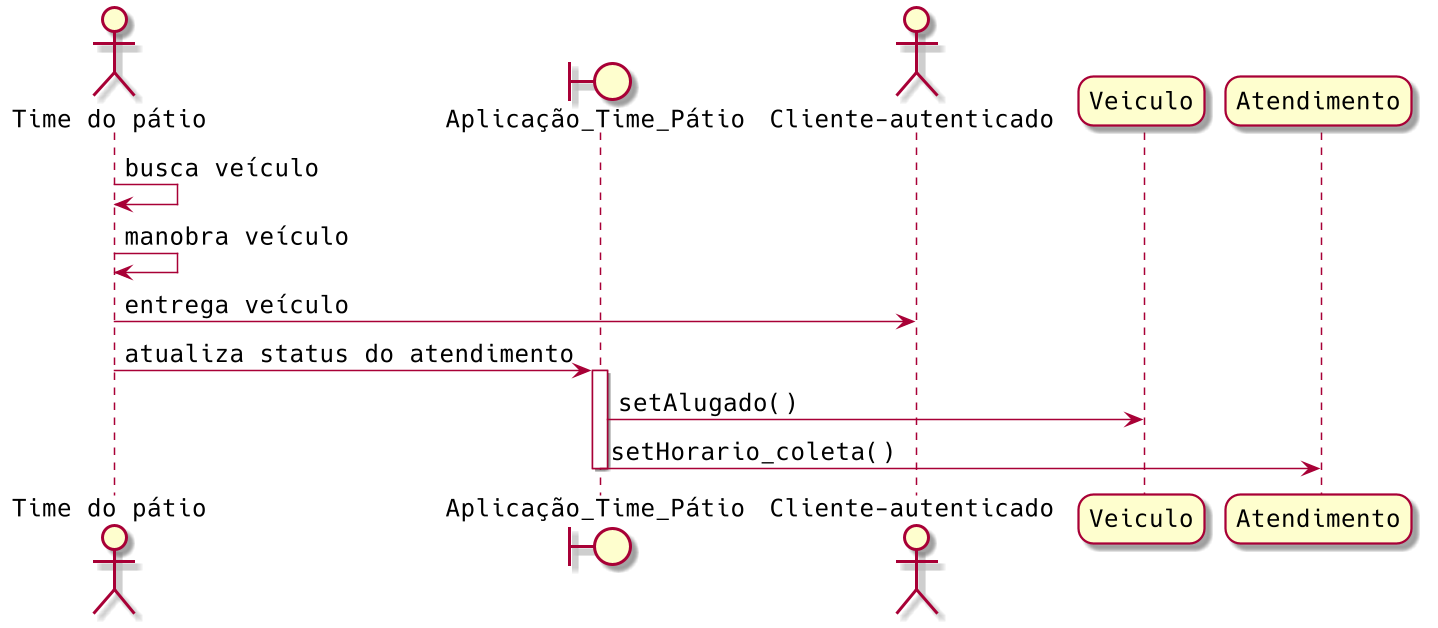 Time do pátio
Aplicação_Time_Pátio
Cliente-autenticado
Veiculo
Atendimento
busca veículo
manobra veículo
entrega veículo
atualiza status do atendimento
setAlugado()
setHorario_coleta()
Time do pátio
Aplicação_Time_Pátio
Cliente-autenticado
Veiculo
Atendimento